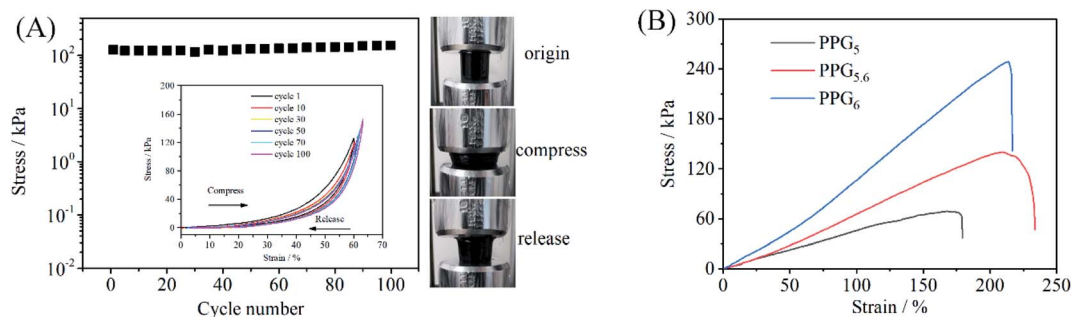 (A)
Stress / kPa
10³
10²
10¹
10⁰
10⁻¹
10⁻²
0 20 40 60 80 100
Cycle number
Stress / kPa
160
120
80
40
0
cycle 1
cycle 10
cycle 30
cycle 50
cycle 70
cycle 100
Compress
Release
0 10 20 30 40 50 60 70
Strain / %
origin
compress
release
(B)
Stress / kPa
300
240
180
120
60
0
PPG₅
PPG₅.₆
PPG₆
0 50 100 150 200 250
Strain / %